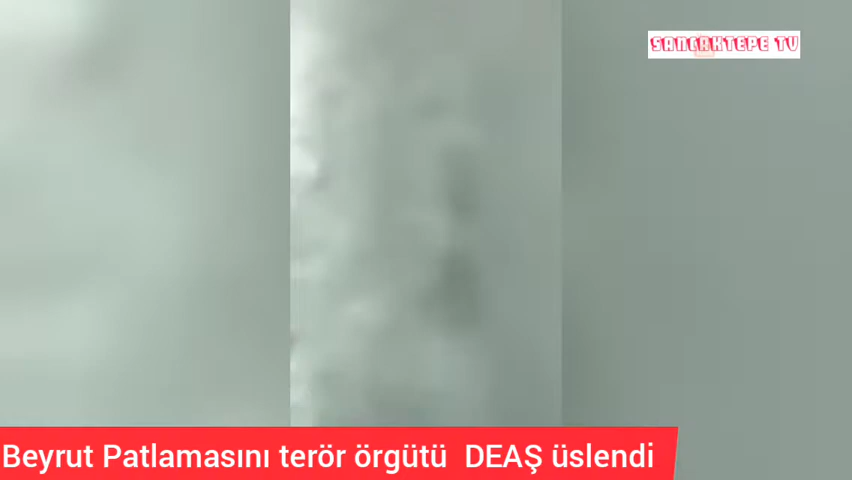 SANCAKTEPE TV
Beyrut Patlamasını terör örgütü DEAŞ üslendi